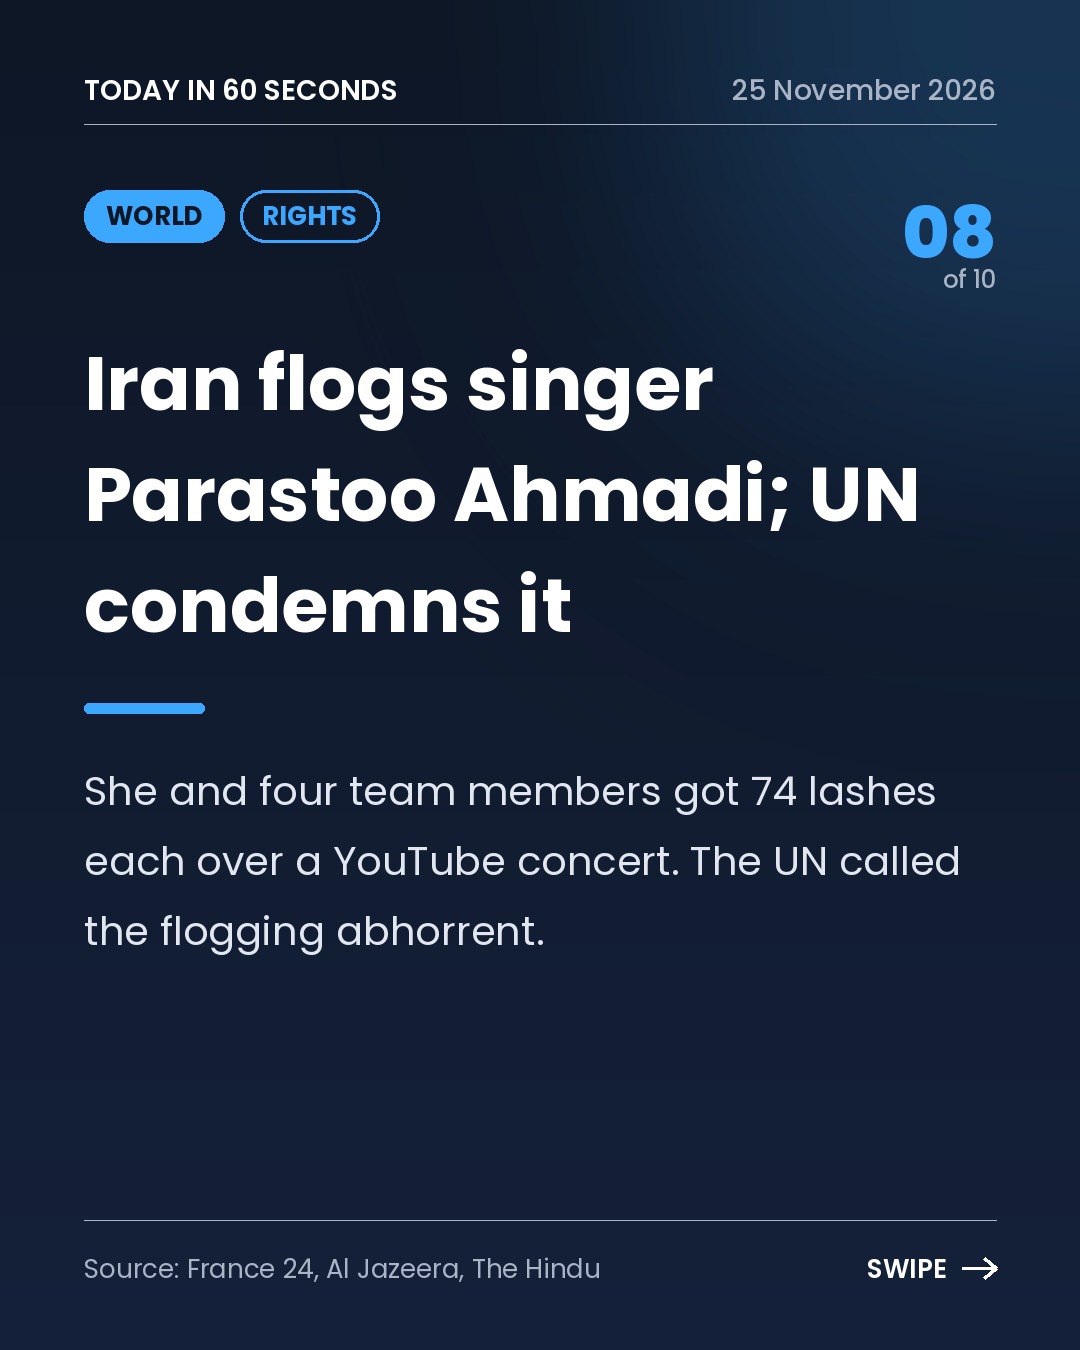 TODAY IN 60 SECONDS
25 November 2026
WORLD
RIGHTS
08
of 10
Iran flogs singer
Parastoo Ahmadi; UN
condemns it
She and four team members got 74 lashes
each over a YouTube concert. The UN called
the flogging abhorrent.
Source: France 24, Al Jazeera, The Hindu
SWIPE